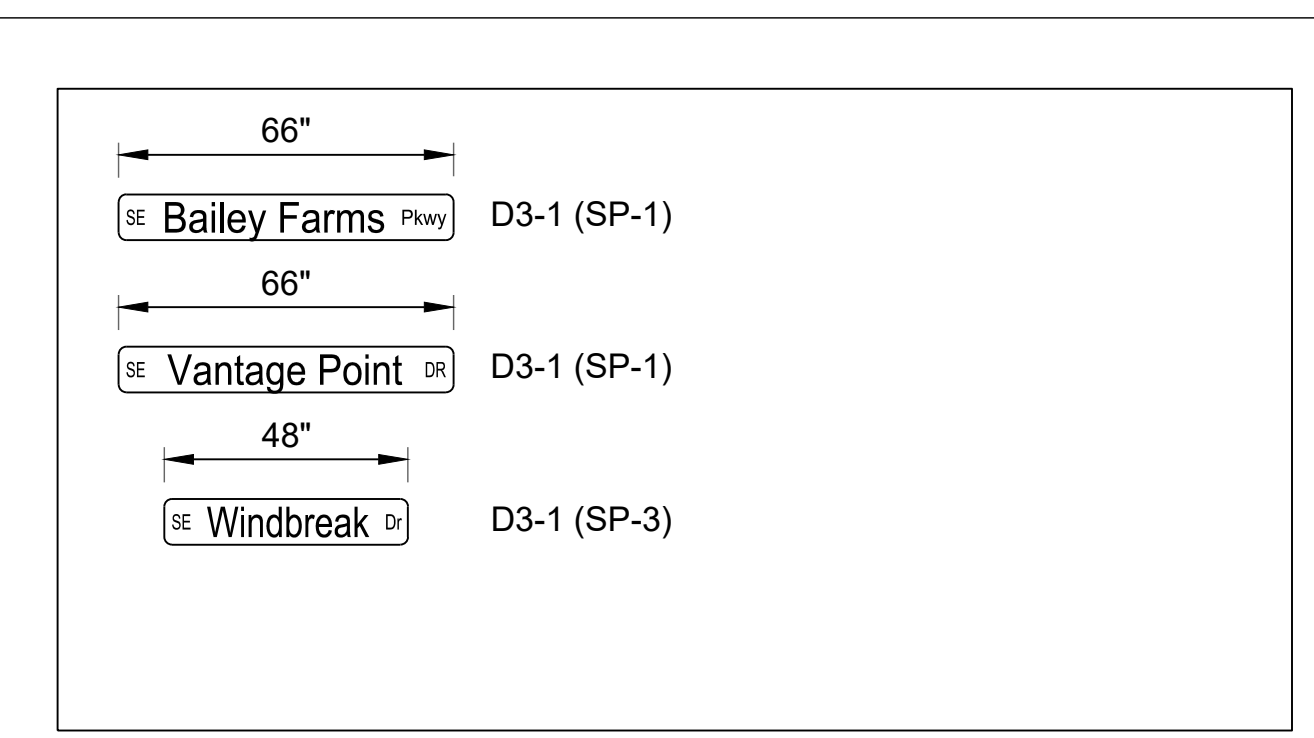 66"
SE Bailey Farms Pkwy D3-1 (SP-1)
66"
SE Vantage Point DR D3-1 (SP-1)
48"
SE Windbreak Dr D3-1 (SP-3)